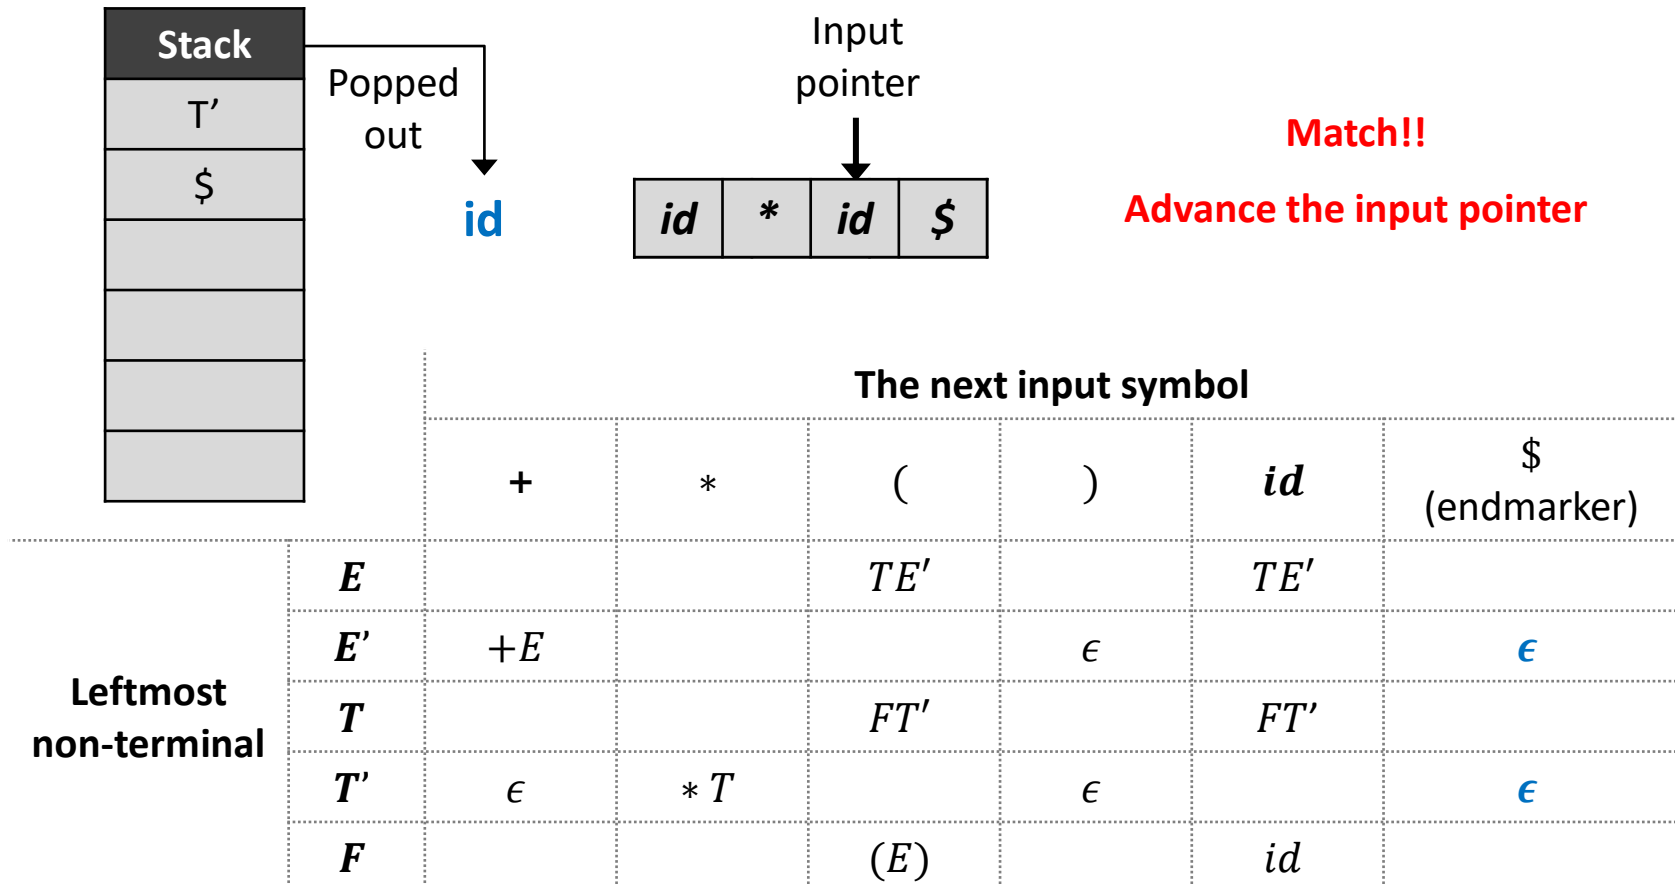 Stack
T’
$
Popped
out
id
Input
pointer
id * id $
Match!!
Advance the input pointer
The next input symbol
+ ∗ ( ) id $
(endmarker)
Leftmost
non-terminal
E TE′ TE′
E’ +E ϵ ϵ
T FT′ FT’
T’ ϵ ∗ T ϵ ϵ
F (E) id